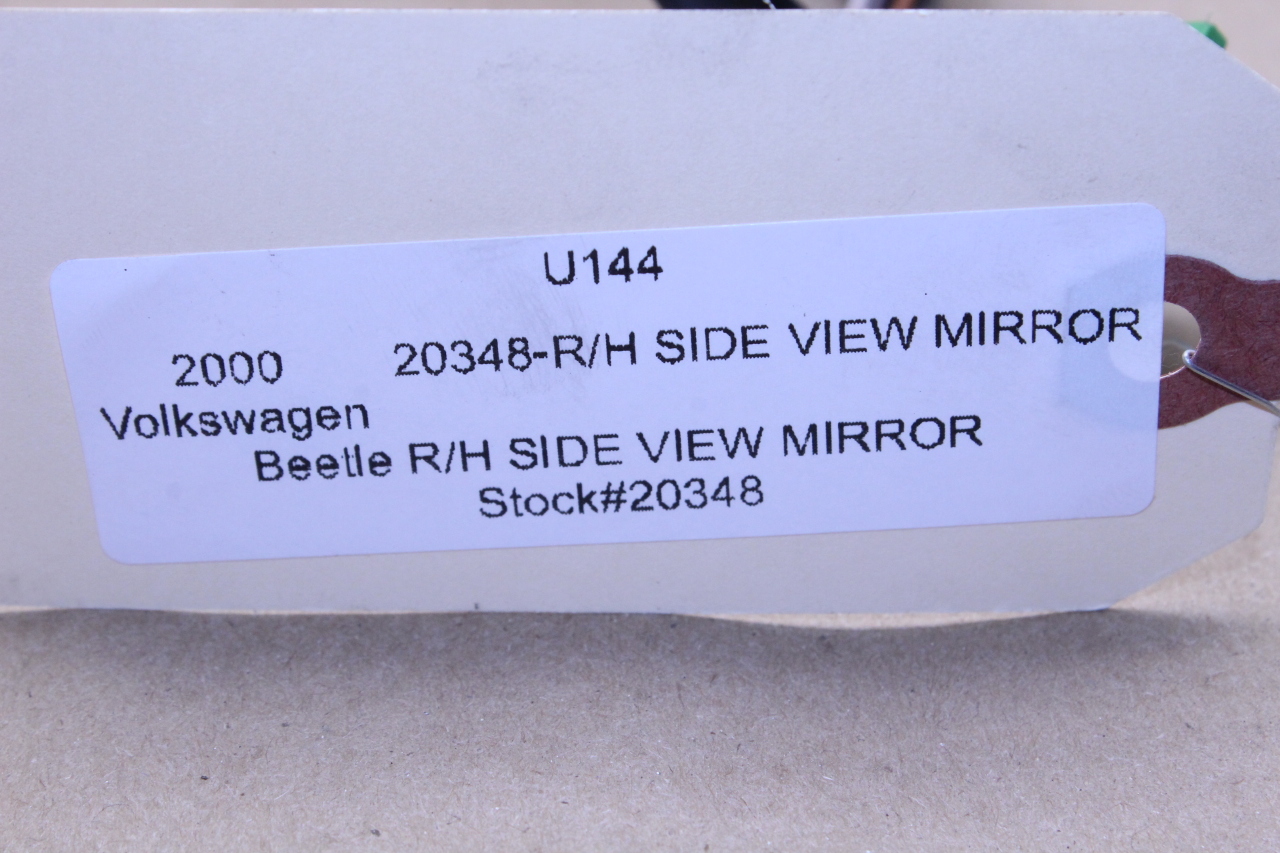 U144
2000 20348-R/H SIDE VIEW MIRROR
Volkswagen
Beetle R/H SIDE VIEW MIRROR
Stock#20348